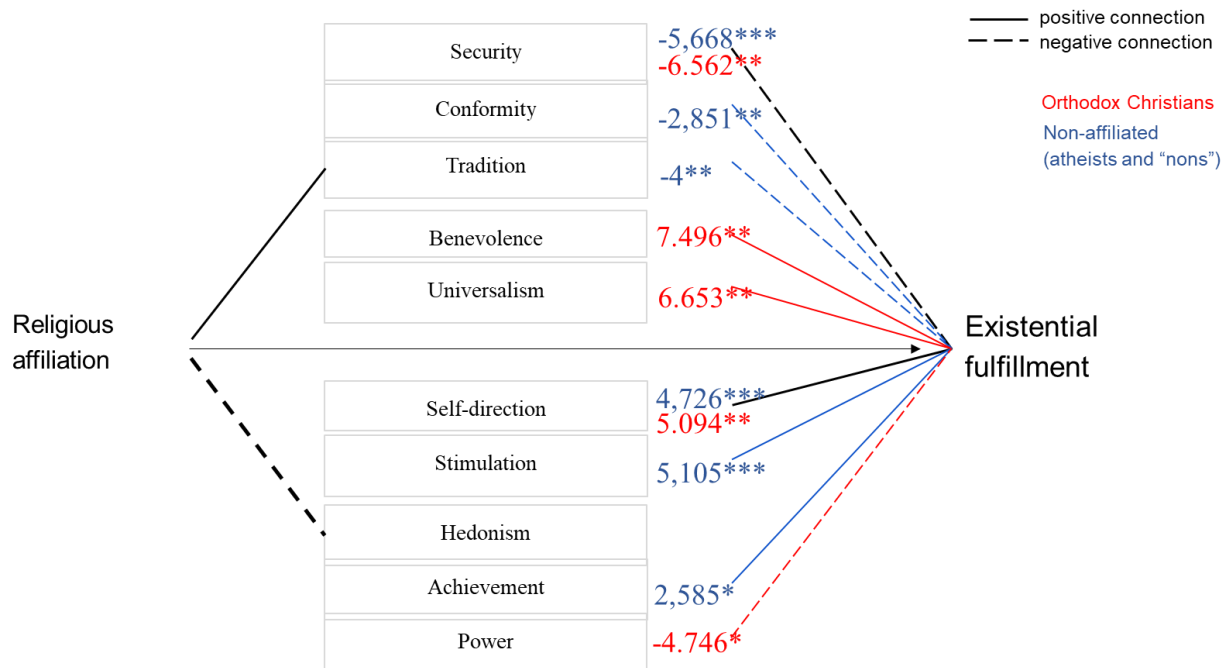 positive connection
negative connection
Orthodox Christians
Non-affiliated
(atheists and “nons”)
Security
-5,668***
-6.562**
Conformity
-2,851**
Tradition
-4**
Benevolence
7.496**
Universalism
6.653**
Religious
affiliation
Existential
fulfillment
Self-direction
4,726***
5.094**
Stimulation
5,105***
Hedonism
Achievement
2,585*
Power
-4.746*